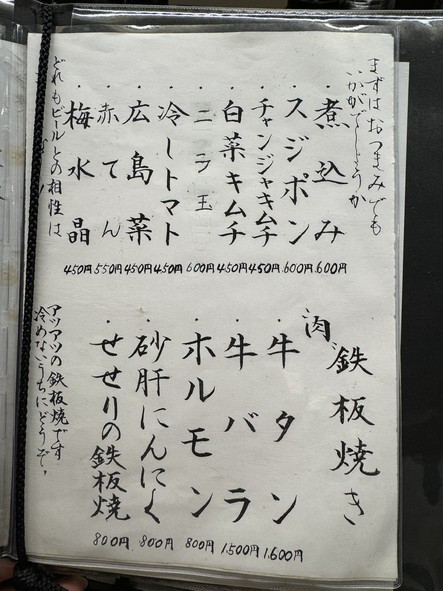 まずはおつまみでも
いかがでしょうか
・煮込み 600円
・スジポン 600円
・チャンジャキムチ 450円
・白菜キムチ 450円
・ニラ玉 600円
・冷しトマト 450円
・広島菜 450円
・赤てん 550円
・梅水晶 450円
どれもビールとの相性は
鉄板焼き
肉
・牛タン 1.600円
・牛バラ 1.500円
・ホルモン 800円
・砂肝にんにく 800円
・せせりの鉄板焼 800円
アツアツの鉄板焼です
冷めないうちにどうぞ。